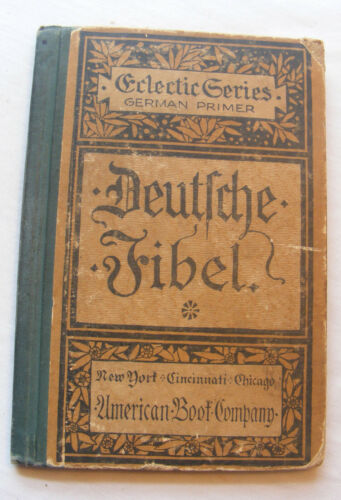 Eclectic Series
GERMAN PRIMER
·Deutſche·
·Fibel.
New York · Cincinnati · Chicago
·American·Book·Company·